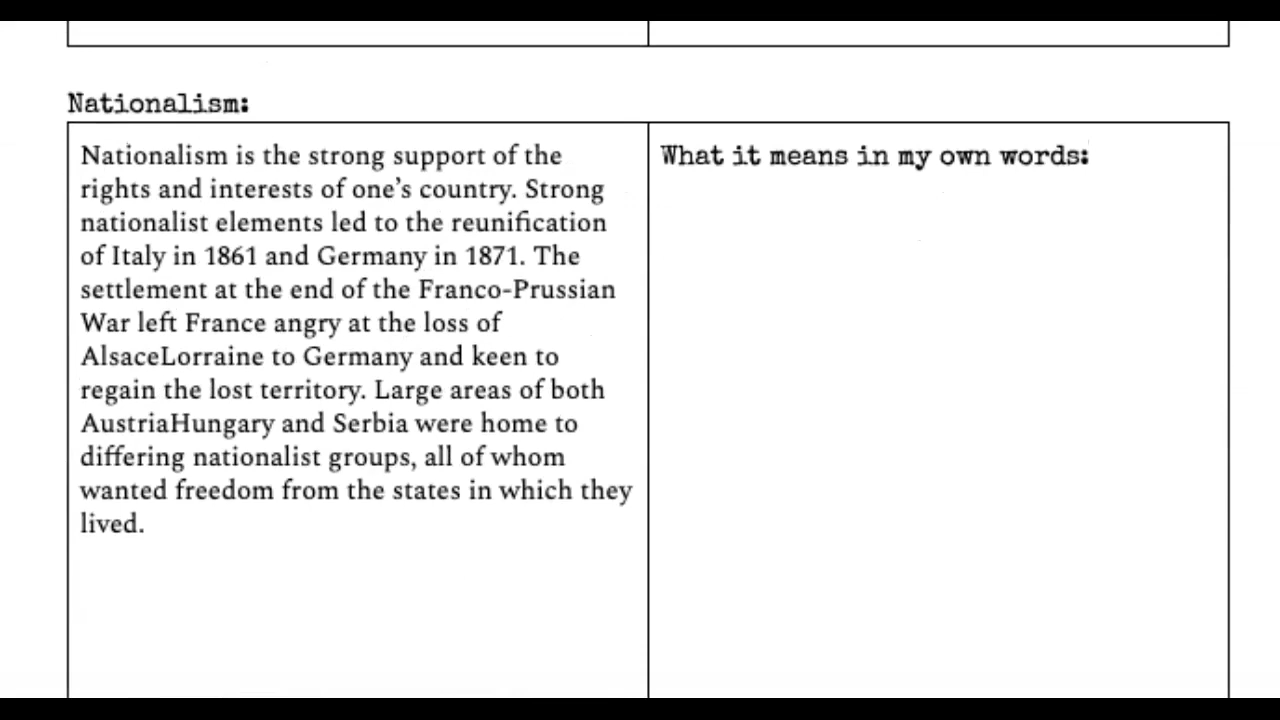 Nationalism:
Nationalism is the strong support of the
rights and interests of one's country. Strong
nationalist elements led to the reunification
of Italy in 1861 and Germany in 1871. The
settlement at the end of the Franco-Prussian
War left France angry at the loss of
AlsaceLorraine to Germany and keen to
regain the lost territory. Large areas of both
AustriaHungary and Serbia were home to
differing nationalist groups, all of whom
wanted freedom from the states in which they
lived.
What it means in my own words: